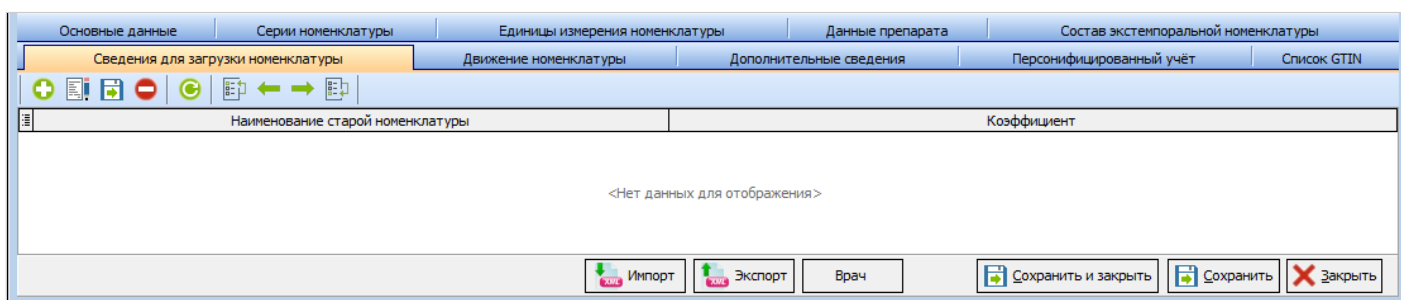 Основные данные Серии номенклатуры Единицы измерения номенклатуры Данные препарата Состав экстемпоральной номенклатуры
Сведения для загрузки номенклатуры Движение номенклатуры Дополнительные сведения Персонифицированный учёт Список GTIN
Наименование старой номенклатуры Коэффициент
<Нет данных для отображения>
XML Импорт XML Экспорт Врач Сохранить и закрыть Сохранить Закрыть